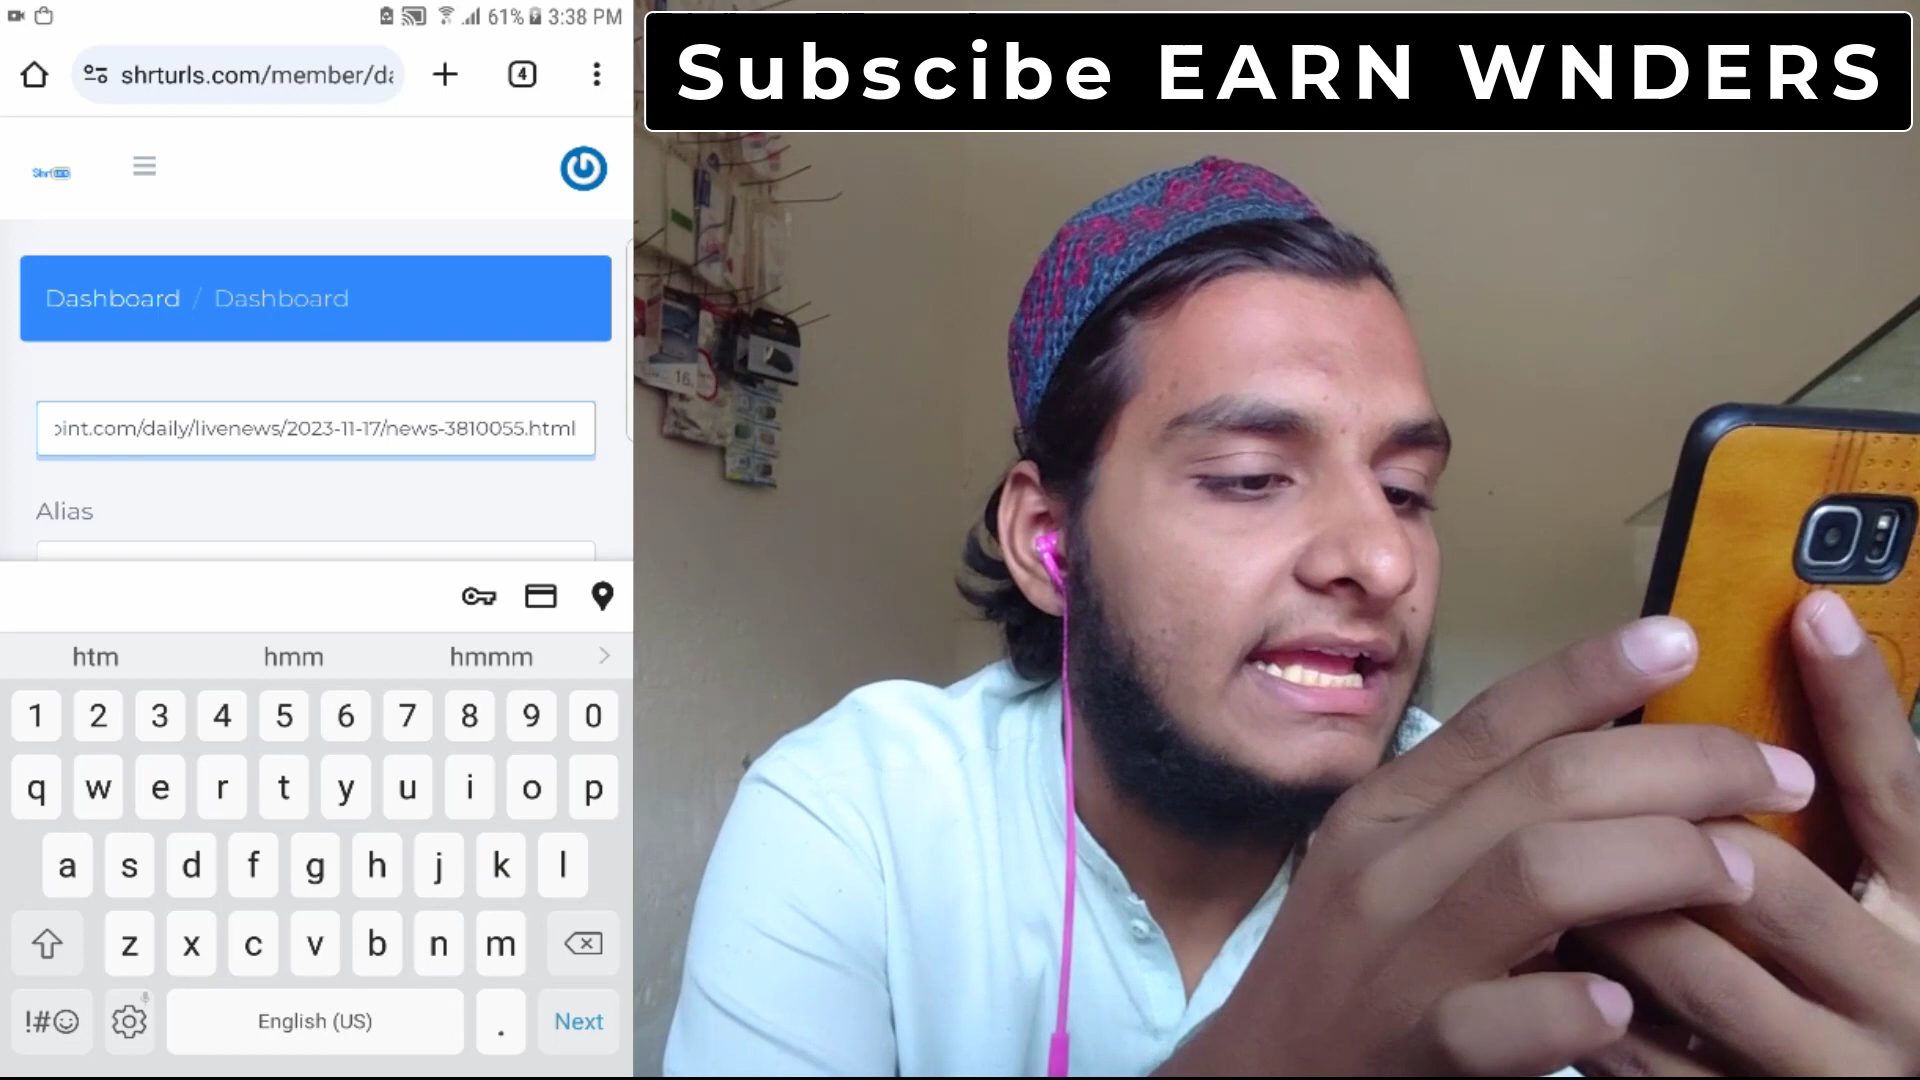 61% 3:38 PM
shrturls.com/member/da
4
Subscibe EARN WNDERS
Shrt
Dashboard / Dashboard
oint.com/daily/livenews/2023-11-17/news-3810055.html
Alias
htm hmm hmmm
1 2 3 4 5 6 7 8 9 0
q w e r t y u i o p
a s d f g h j k l
z x c v b n m
!#☺ English (US) . Next
16